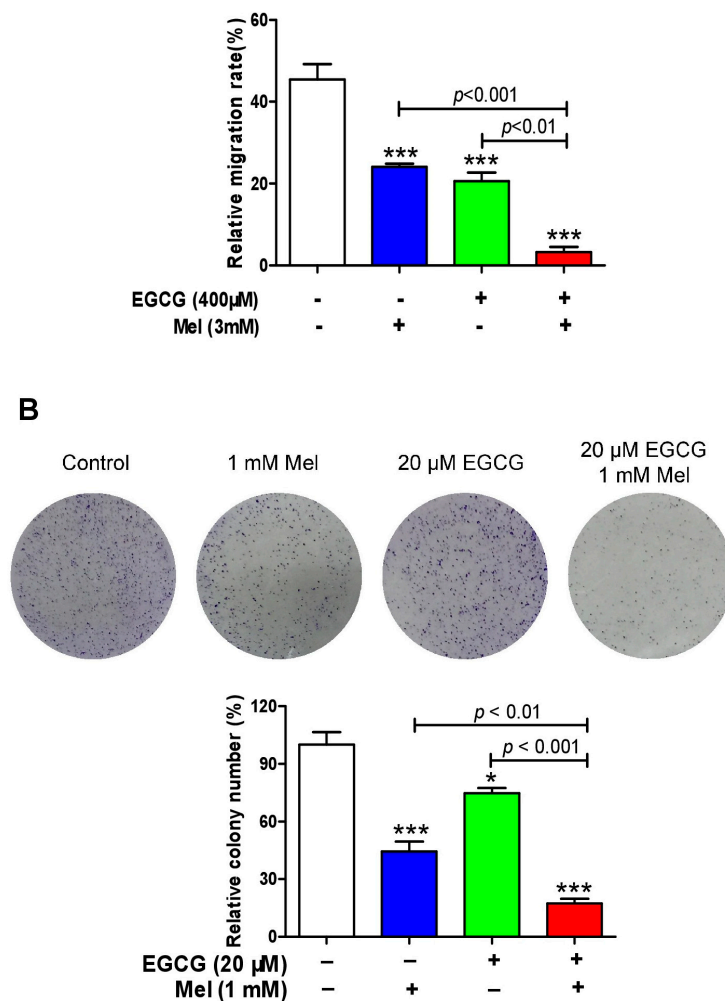 60
40
20
0
Relative migration rate(%)
p<0.001
p<0.01
***
***
***
EGCG (400μM) - - + +
Mel (3mM) - + - +
B
Control
1 mM Mel
20 μM EGCG
20 μM EGCG
1 mM Mel
120
90
60
30
0
Relative colony number (%)
p < 0.01
p < 0.001
***
*
***
EGCG (20 μM) – – + +
Mel (1 mM) – + – +